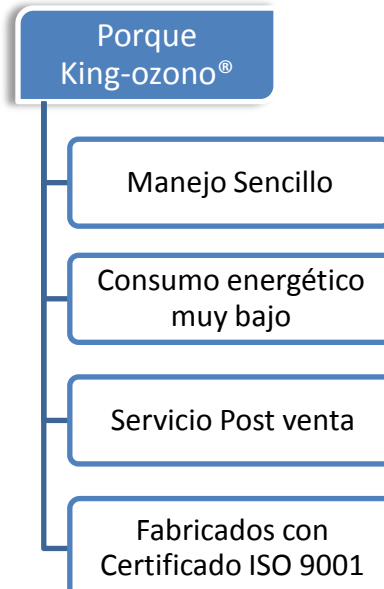 Porque
King-ozono®
Manejo Sencillo
Consumo energético
muy bajo
Servicio Post venta
Fabricados con
Certificado ISO 9001